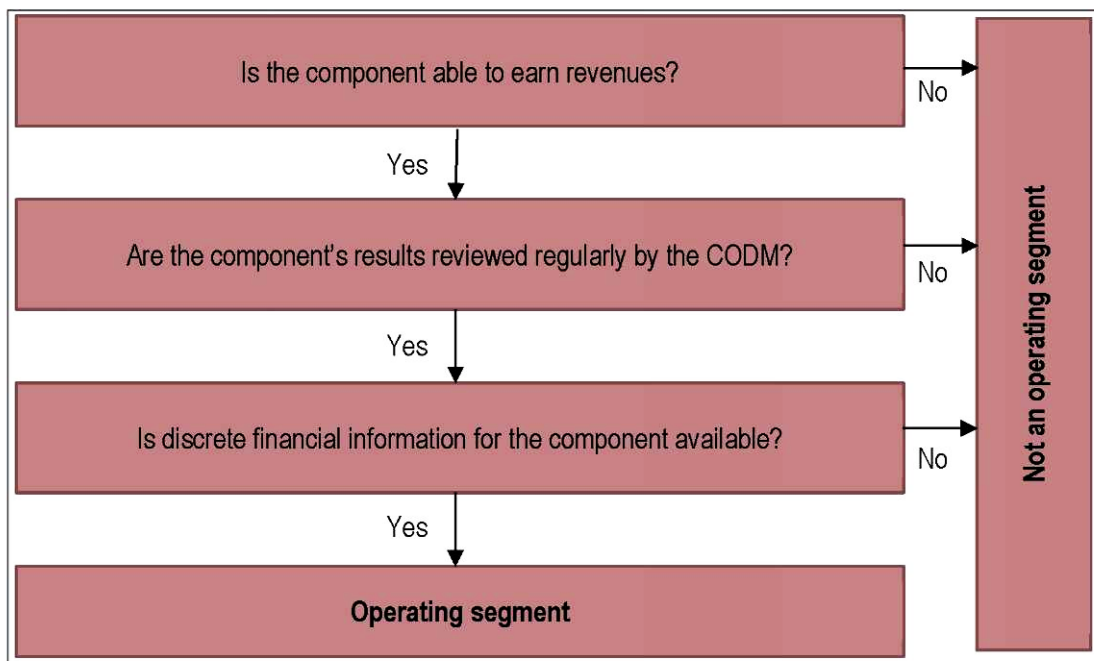 Is the component able to earn revenues?
No
Yes
Are the component's results reviewed regularly by the CODM?
No
Yes
Is discrete financial information for the component available?
No
Yes
Operating segment
Not an operating segment